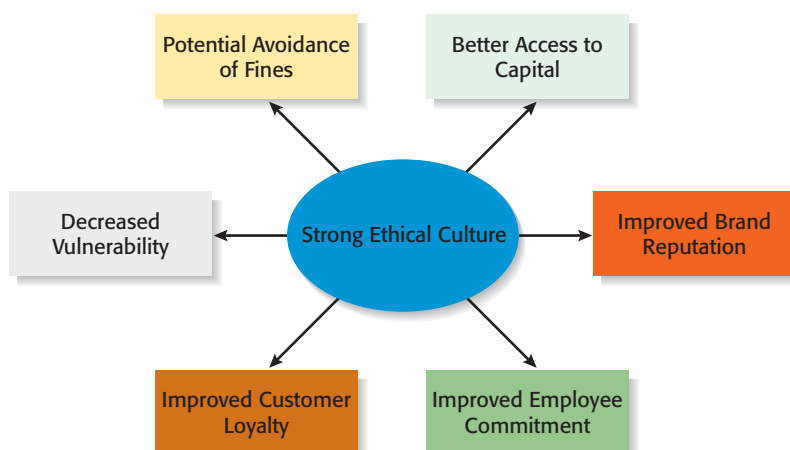 Potential Avoidance
of Fines
Better Access to
Capital
Decreased
Vulnerability
Strong Ethical Culture
Improved Brand
Reputation
Improved Customer
Loyalty
Improved Employee
Commitment